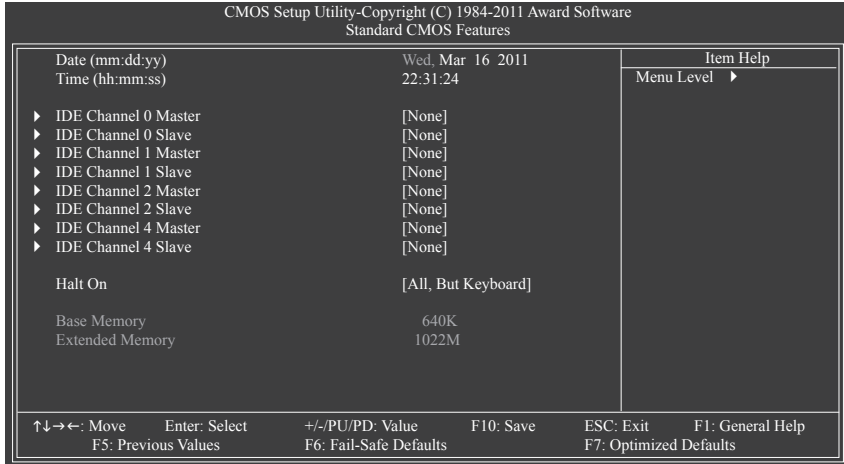 CMOS Setup Utility-Copyright (C) 1984-2011 Award Software
Standard CMOS Features
Date (mm:dd:yy) Wed, Mar 16 2011
Time (hh:mm:ss) 22:31:24
IDE Channel 0 Master [None]
IDE Channel 0 Slave [None]
IDE Channel 1 Master [None]
IDE Channel 1 Slave [None]
IDE Channel 2 Master [None]
IDE Channel 2 Slave [None]
IDE Channel 4 Master [None]
IDE Channel 4 Slave [None]
Halt On [All, But Keyboard]
Base Memory 640K
Extended Memory 1022M
Item Help
Menu Level
↑↓→←: Move Enter: Select +/-/PU/PD: Value F10: Save ESC: Exit F1: General Help
F5: Previous Values F6: Fail-Safe Defaults F7: Optimized Defaults